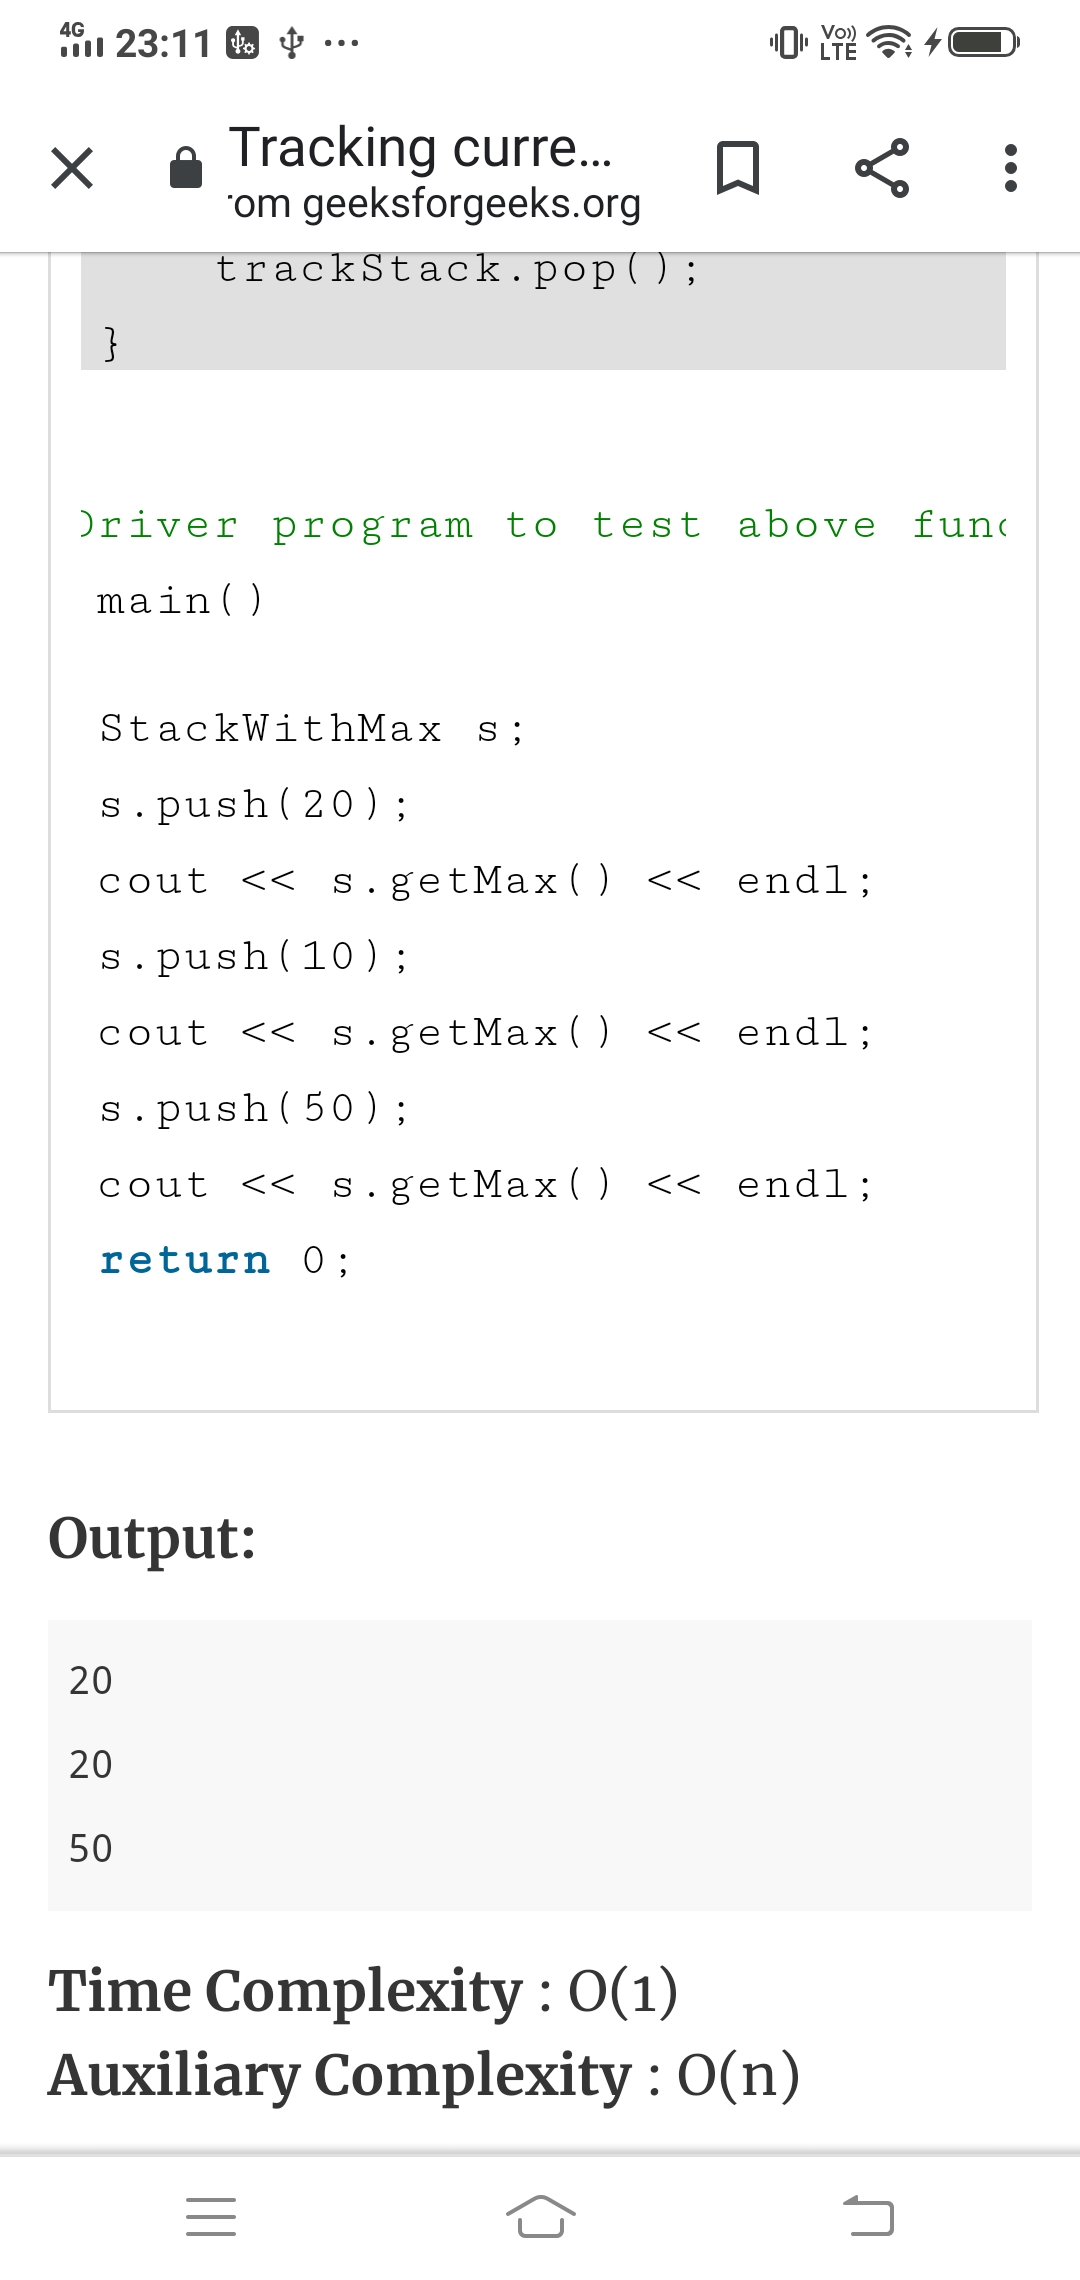 4G 23:11 Vo)) LTE
Tracking curre...
om geeksforgeeks.org
trackStack.pop();
}
Driver program to test above func
main()
StackWithMax s;
s.push(20);
cout << s.getMax() << endl;
s.push(10);
cout << s.getMax() << endl;
s.push(50);
cout << s.getMax() << endl;
return 0;
Output:
20
20
50
Time Complexity : O(1)
Auxiliary Complexity : O(n)